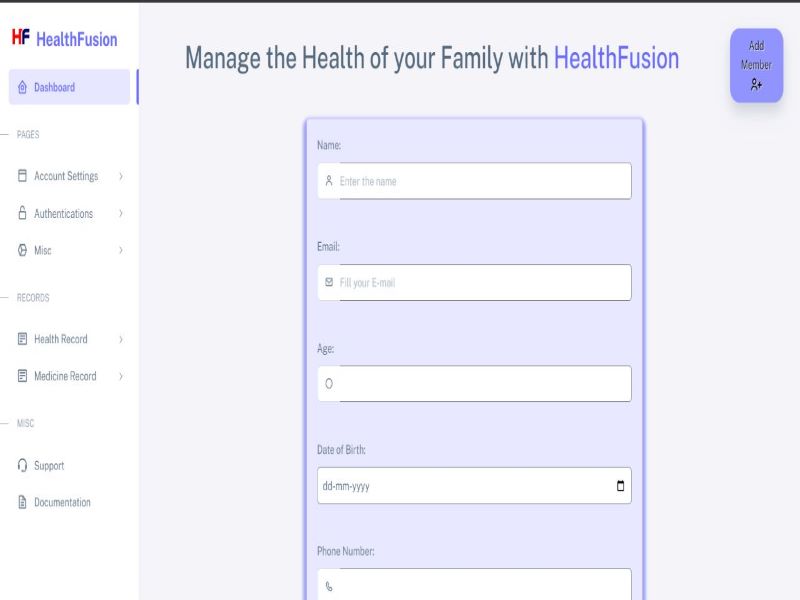 HF HealthFusion
Dashboard
PAGES
Account Settings
Authentications
Misc
RECORDS
Health Record
Medicine Record
MISC
Support
Documentation
Manage the Health of your Family with HealthFusion
Add
Member
Name:
Enter the name
Email:
Fill your E-mail
Age:
Date of Birth:
dd-mm-yyyy
Phone Number: